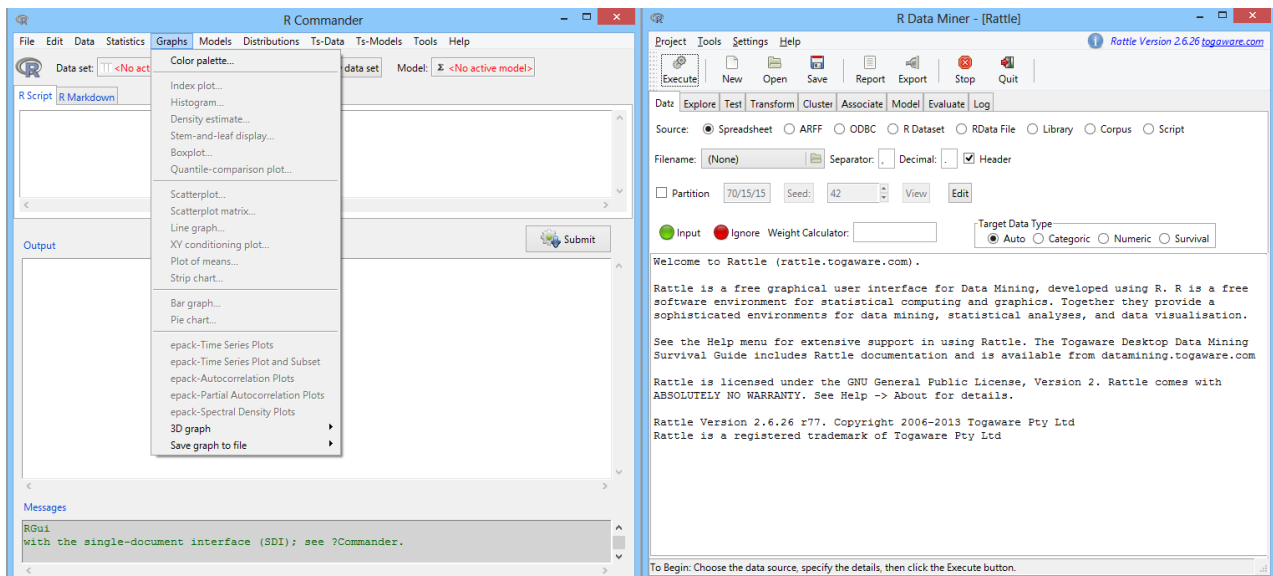 R Commander
File Edit Data Statistics Graphs Models Distributions Ts-Data Ts-Models Tools Help
Data set: <No act data set Model: Σ <No active model>
R Script R Markdown
Color palette...
Index plot...
Histogram...
Density estimate...
Stem-and-leaf display...
Boxplot...
Quantile-comparison plot...
Scatterplot...
Scatterplot matrix...
Line graph...
XY conditioning plot...
Plot of means...
Strip chart...
Bar graph...
Pie chart...
epack-Time Series Plots
epack-Time Series Plot and Subset
epack-Autocorrelation Plots
epack-Partial Autocorrelation Plots
epack-Spectral Density Plots
3D graph
Save graph to file
Output
Submit
Messages
RGui
with the single-document interface (SDI); see ?Commander.
R Data Miner - [Rattle]
Project Tools Settings Help
Rattle Version 2.6.26 togaware.com
Execute New Open Save Report Export Stop Quit
Data Explore Test Transform Cluster Associate Model Evaluate Log
Source: Spreadsheet ARFF ODBC R Dataset RData File Library Corpus Script
Filename: (None) Separator: , Decimal: . Header
Partition 70/15/15 Seed: 42 View Edit
Input Ignore Weight Calculator:
Target Data Type
Auto Categoric Numeric Survival
Welcome to Rattle (rattle.togaware.com).
Rattle is a free graphical user interface for Data Mining, developed using R. R is a free
software environment for statistical computing and graphics. Together they provide a
sophisticated environments for data mining, statistical analyses, and data visualisation.
See the Help menu for extensive support in using Rattle. The Togaware Desktop Data Mining
Survival Guide includes Rattle documentation and is available from datamining.togaware.com
Rattle is licensed under the GNU General Public License, Version 2. Rattle comes with
ABSOLUTELY NO WARRANTY. See Help -> About for details.
Rattle Version 2.6.26 r77. Copyright 2006-2013 Togaware Pty Ltd
Rattle is a registered trademark of Togaware Pty Ltd
To Begin: Choose the data source, specify the details, then click the Execute button.